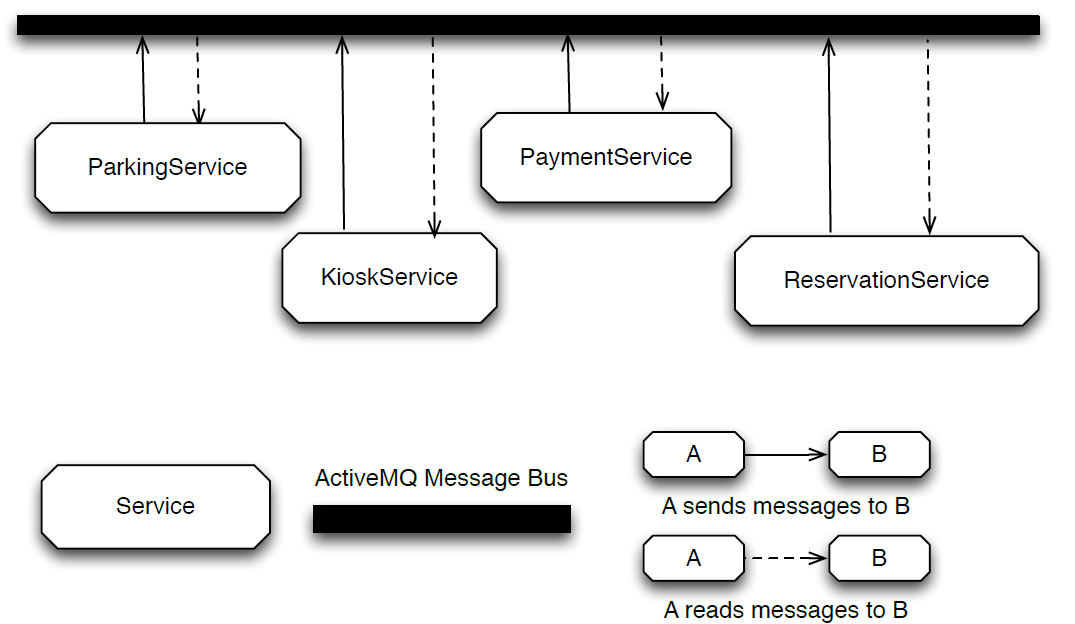 ParkingService
PaymentService
KioskService
ReservationService
Service
ActiveMQ Message Bus
A
B
A sends messages to B
A
B
A reads messages to B